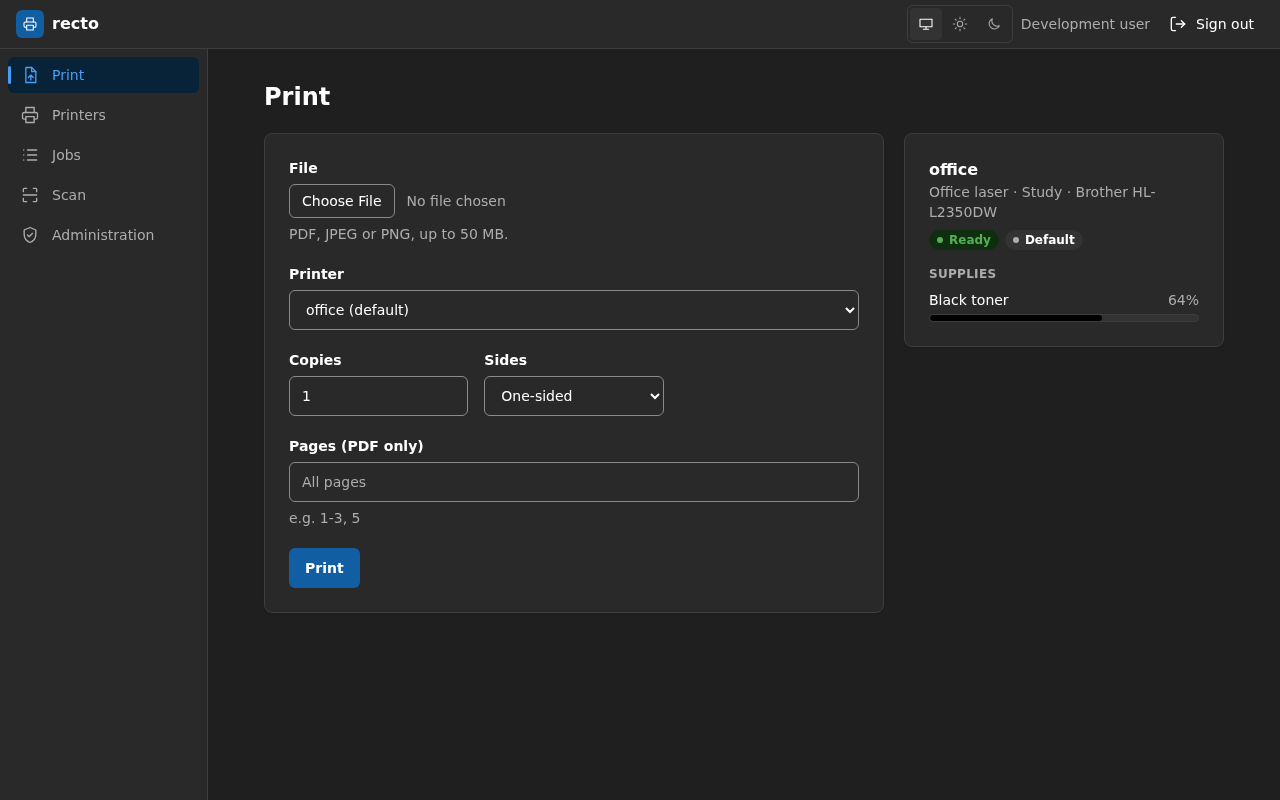 recto
Development user
Sign out
Print
Printers
Jobs
Scan
Administration
Print
File
Choose File No file chosen
PDF, JPEG or PNG, up to 50 MB.
Printer
office (default)
Copies
Sides
1
One-sided
Pages (PDF only)
All pages
e.g. 1-3, 5
Print
office
Office laser · Study · Brother HL-
L2350DW
Ready
Default
SUPPLIES
Black toner
64%